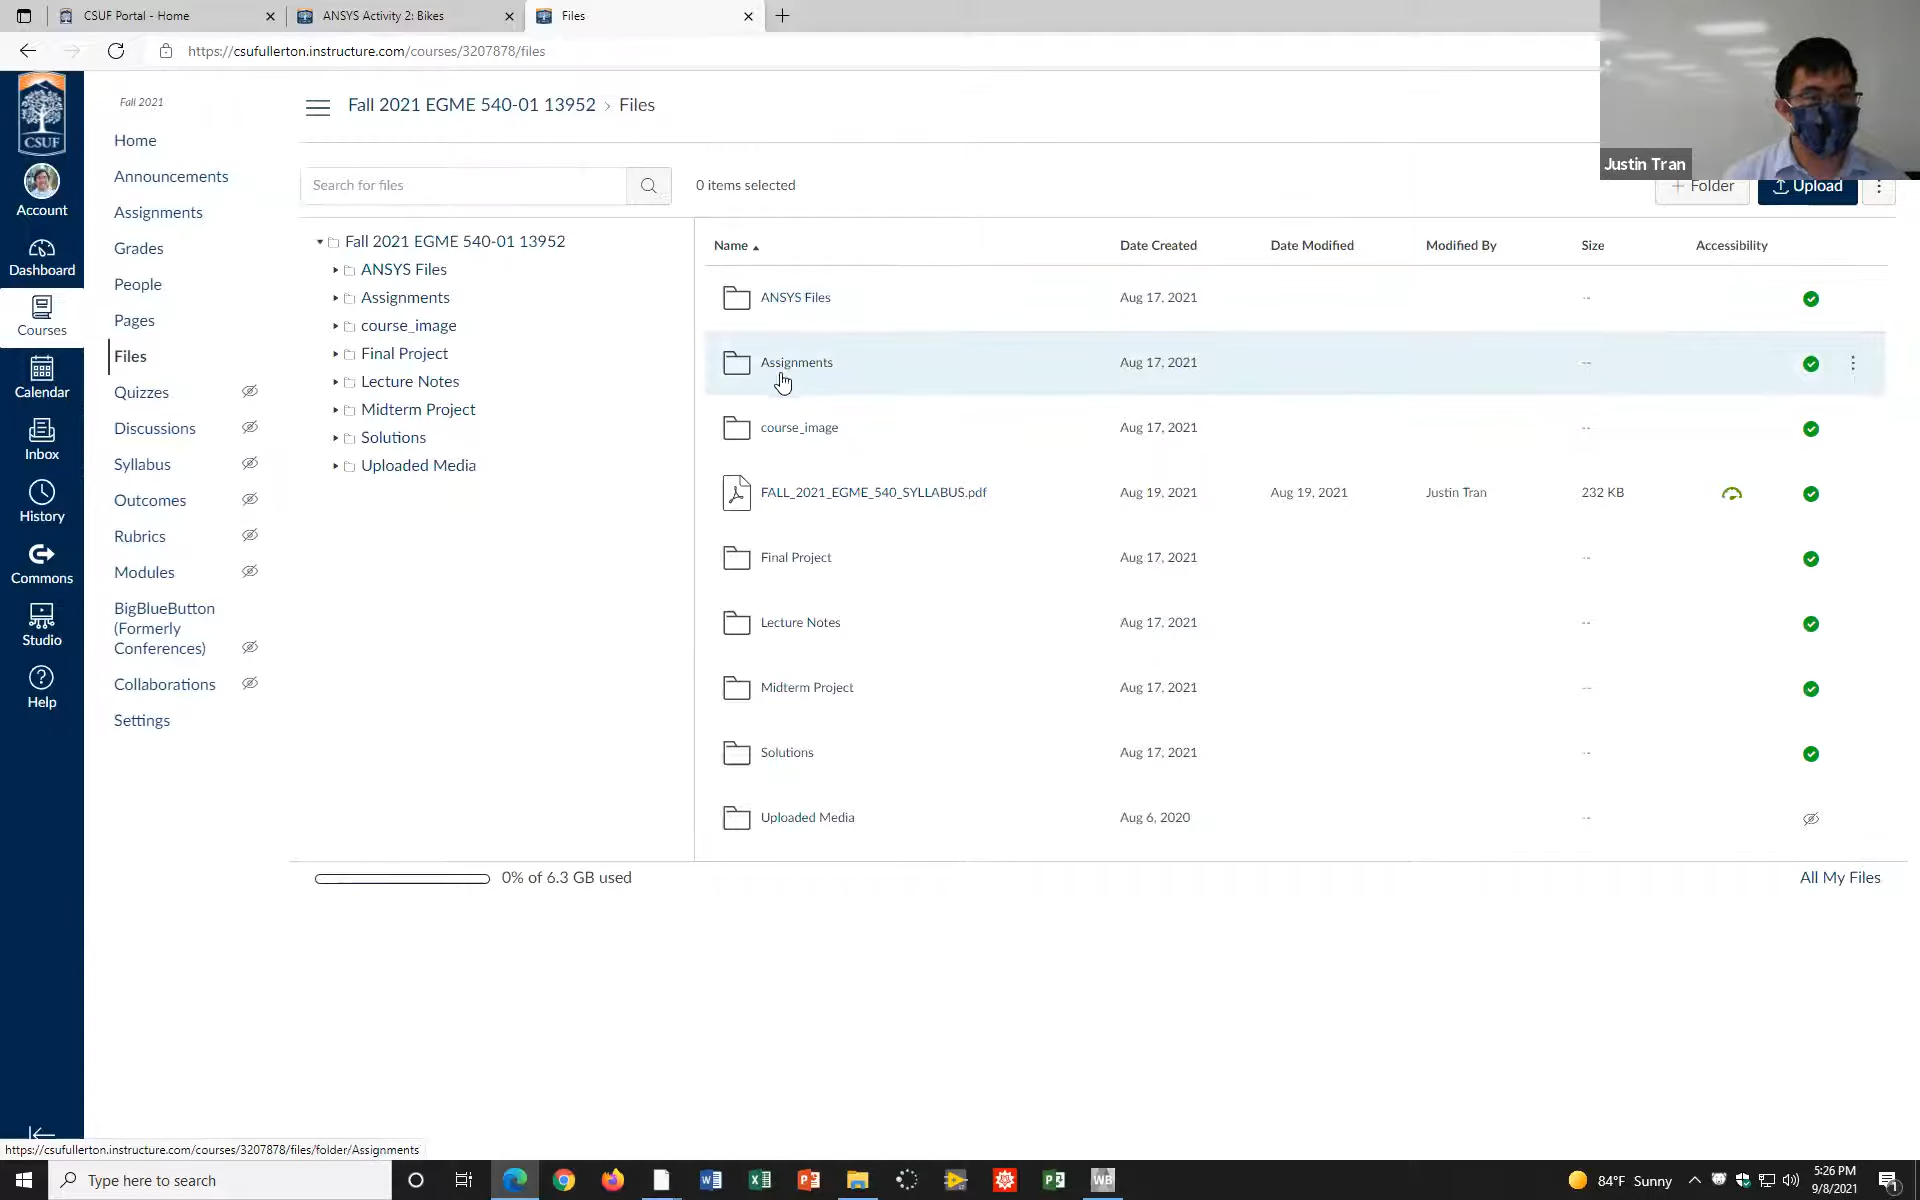 CSUF Portal - Home
ANSYS Activity 2: Bikes
Files
https://csufullerton.instructure.com/courses/3207878/files
Justin Tran
CSUF
Account
Dashboard
Courses
Calendar
Inbox
History
Commons
Studio
Help
Fall 2021
Home
Announcements
Assignments
Grades
People
Pages
Files
Quizzes
Discussions
Syllabus
Outcomes
Rubrics
Modules
BigBlueButton
(Formerly
Conferences)
Collaborations
Settings
Fall 2021 EGME 540-01 13952 › Files
Search for files
0 items selected
+ Folder
Upload
Fall 2021 EGME 540-01 13952
ANSYS Files
Assignments
course_image
Final Project
Lecture Notes
Midterm Project
Solutions
Uploaded Media
Name Date Created Date Modified Modified By Size Accessibility
ANSYS Files Aug 17, 2021 --
Assignments Aug 17, 2021 --
course_image Aug 17, 2021 --
FALL_2021_EGME_540_SYLLABUS.pdf Aug 19, 2021 Aug 19, 2021 Justin Tran 232 KB
Final Project Aug 17, 2021 --
Lecture Notes Aug 17, 2021 --
Midterm Project Aug 17, 2021 --
Solutions Aug 17, 2021 --
Uploaded Media Aug 6, 2020 --
0% of 6.3 GB used
All My Files
https://csufullerton.instructure.com/courses/3207878/files/folder/Assignments
Type here to search
WB
84°F Sunny
5:26 PM
9/8/2021
1